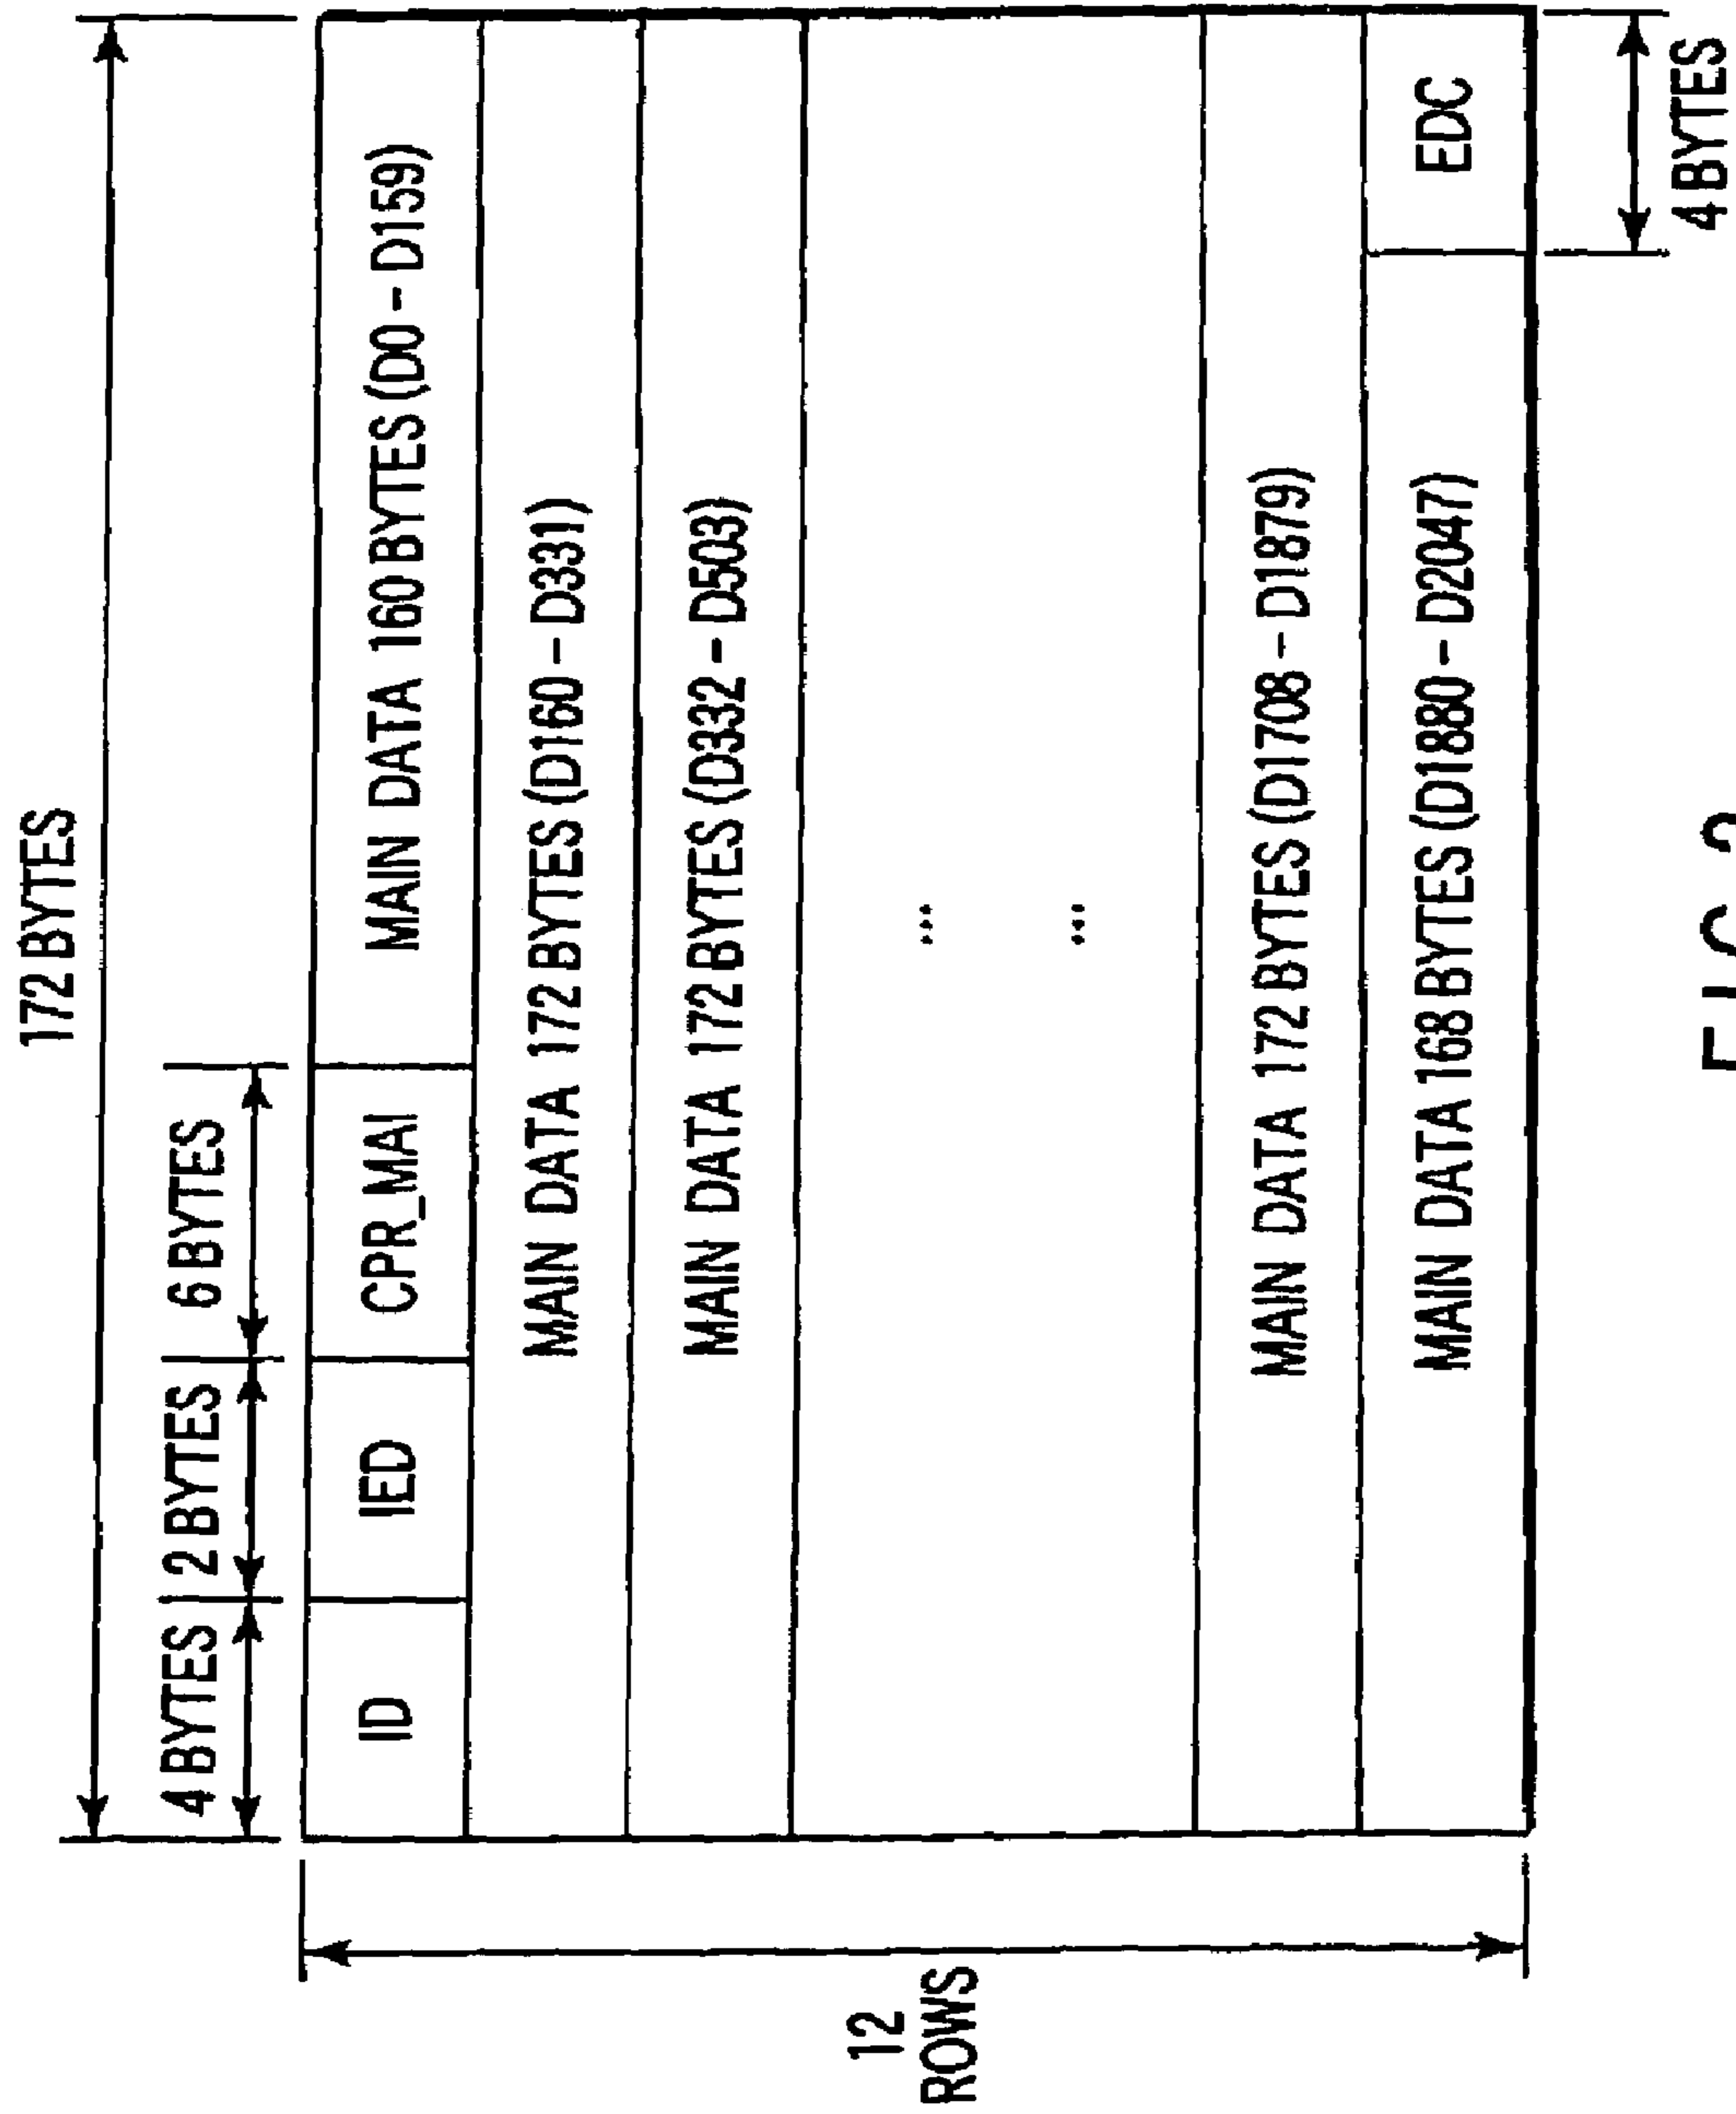 172 BYTES
4 BYTES 2 BYTES 6 BYTES
ID IED CPR_MAI MAIN DATA 160 BYTES (D0 – D159)
MAIN DATA 172 BYTES (D160 – D331)
MAIN DATA 172 BYTES (D332 – D503)
...
...
12
ROWS
MAIN DATA 172 BYTES (D1708 – D1879)
MAIN DATA 168 BYTES (D1880 – D2047) EDC
4 BYTES